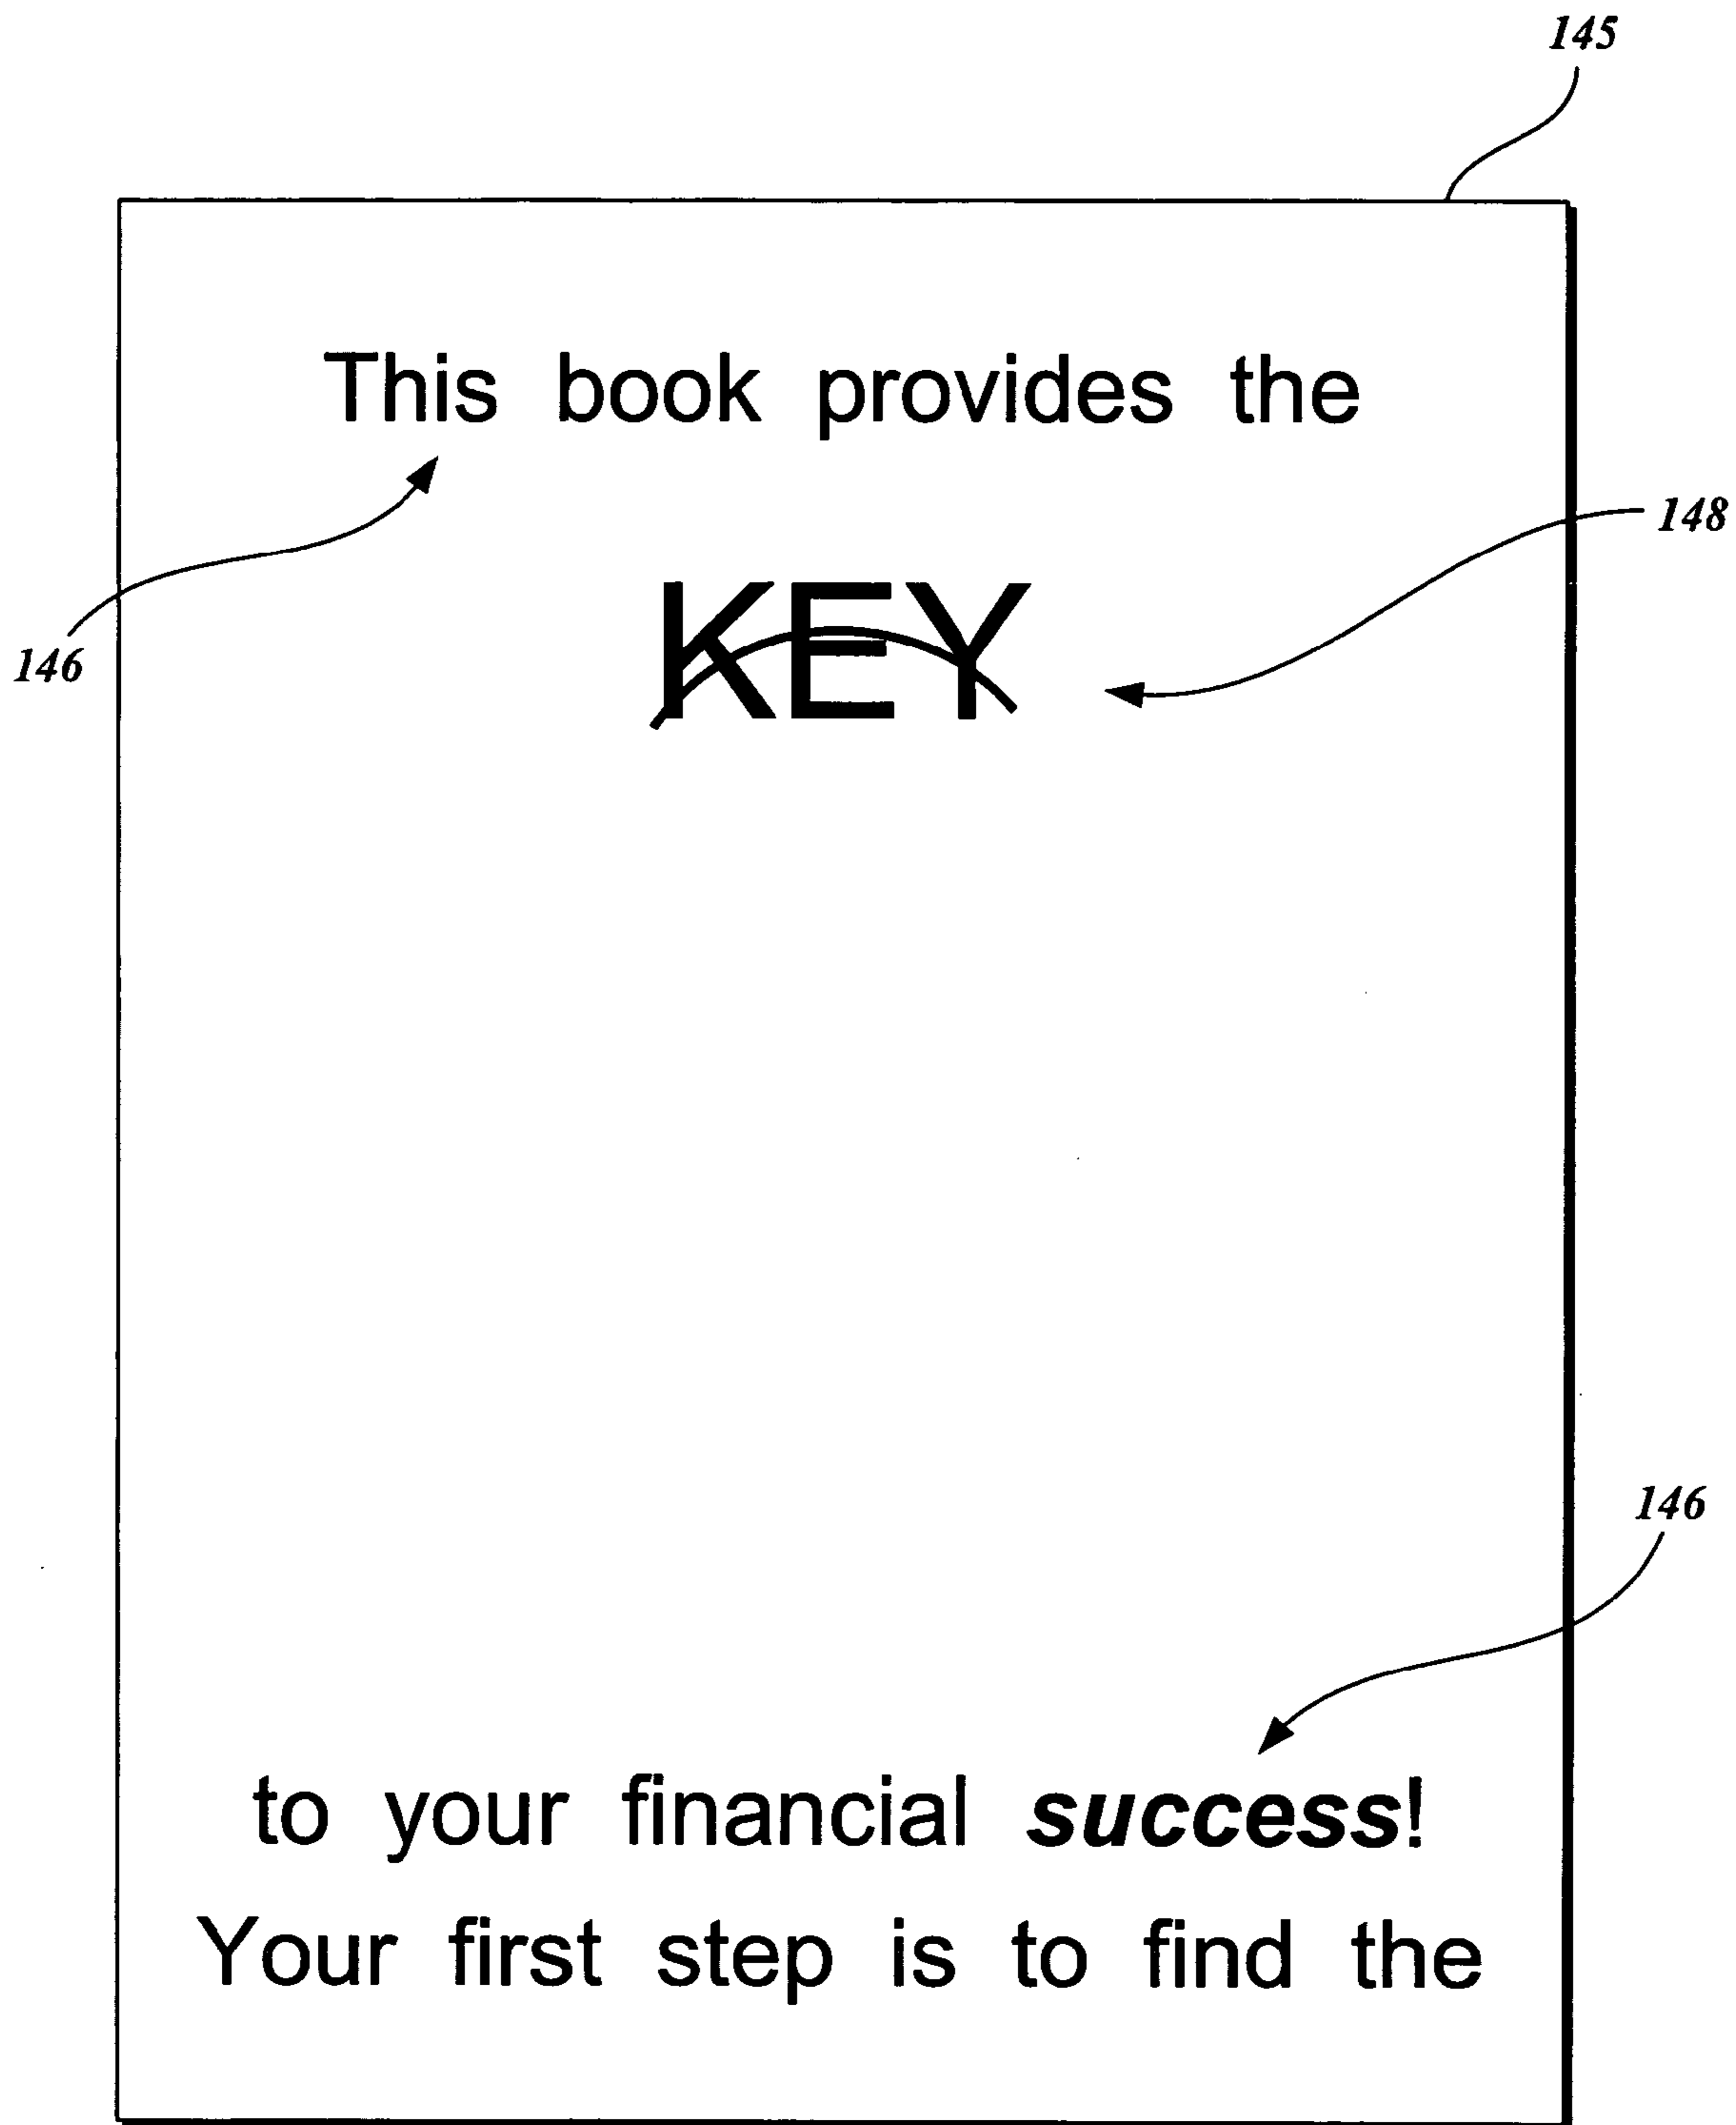 145
This book provides the
148
KEY
146
146
to your financial success!
Your first step is to find the